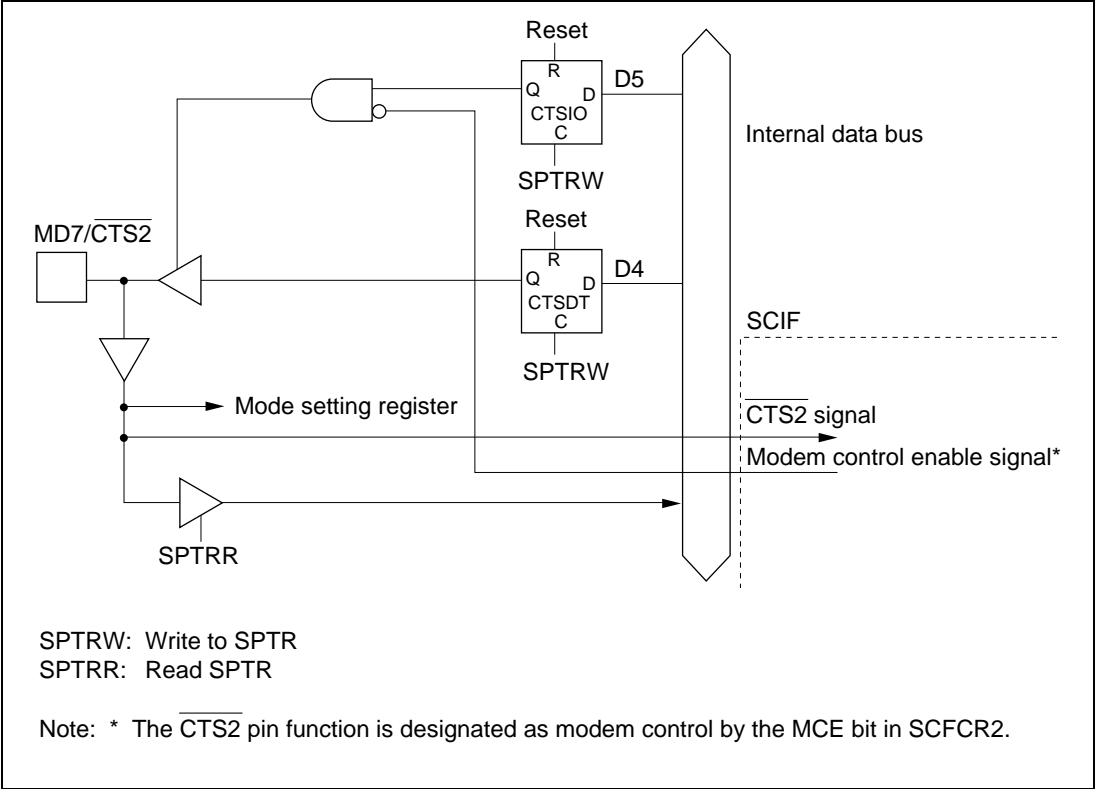 Reset
R
Q
D
CTSIO
C
D5
SPTRW
Internal data bus
Reset
R
Q
D
CTSDT
C
D4
SPTRW
MD7/CTS2
SCIF
Mode setting register
CTS2 signal
Modem control enable signal*
SPTRR
SPTRW: Write to SPTR
SPTRR: Read SPTR
Note: * The CTS2 pin function is designated as modem control by the MCE bit in SCFCR2.